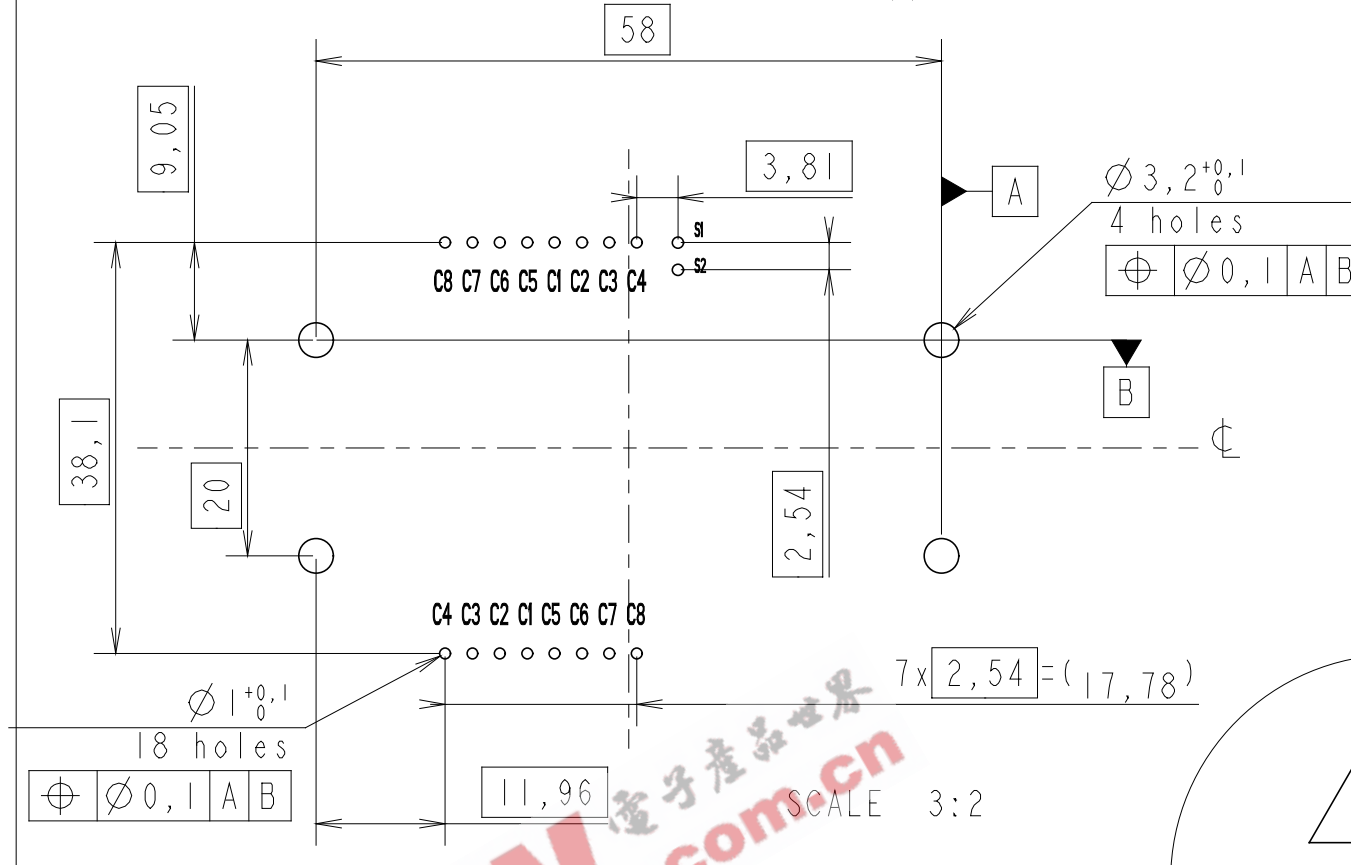 58
9,05
3,81
A
Ø3,2 +0,1 0
4 holes
⌖ Ø0,1 A B
S1
S2
C8 C7 C6 C5 C1 C2 C3 C4
B
38,1
20
℄
2,54
C4 C3 C2 C1 C5 C6 C7 C8
7x 2,54 =(17,78)
Ø1 +0,1 0
18 holes
⌖ Ø0,1 A B
11,96
SCALE 3:2
電子產品世界
.com.cn